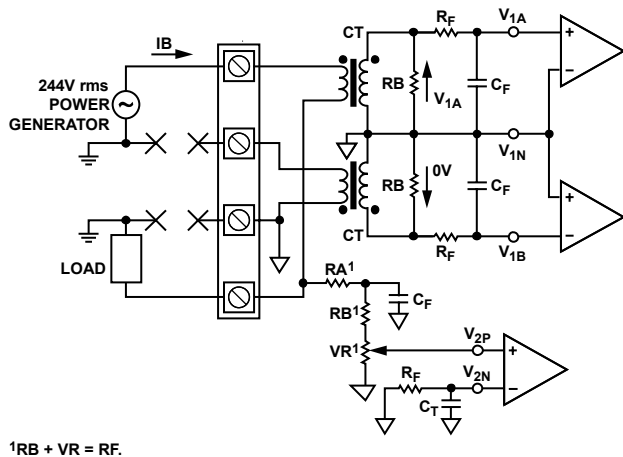 IB
244V rms
POWER
GENERATOR
~
LOAD
CT
RB
V1A
RF
CF
V1A
+
−
V1N
RB
0V
CF
CT
RF
V1B
+
−
RA1
RB1
VR1
CF
V2P
+
RF
V2N
−
CT
1RB + VR = RF.